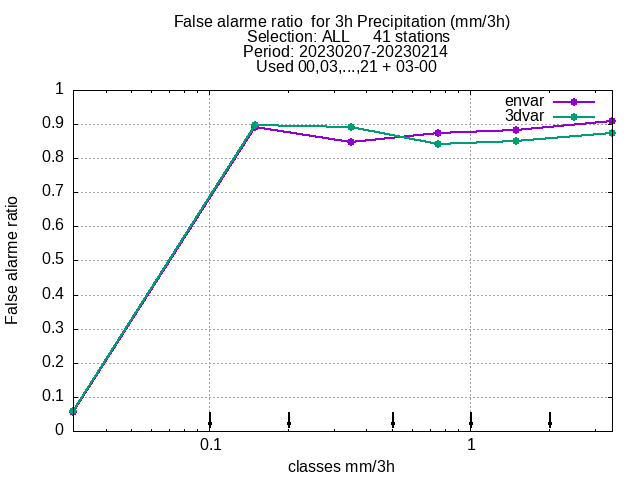 False alarme ratio  for 3h Precipitation (mm/3h)
Selection: ALL     41 stations
Period: 20230207-20230214
Used 00,03,...,21 + 03-00
envar
3dvar
1
0.9
0.8
0.7
0.6
0.5
0.4
0.3
0.2
0.1
0
False alarme ratio
0.1
1
classes mm/3h